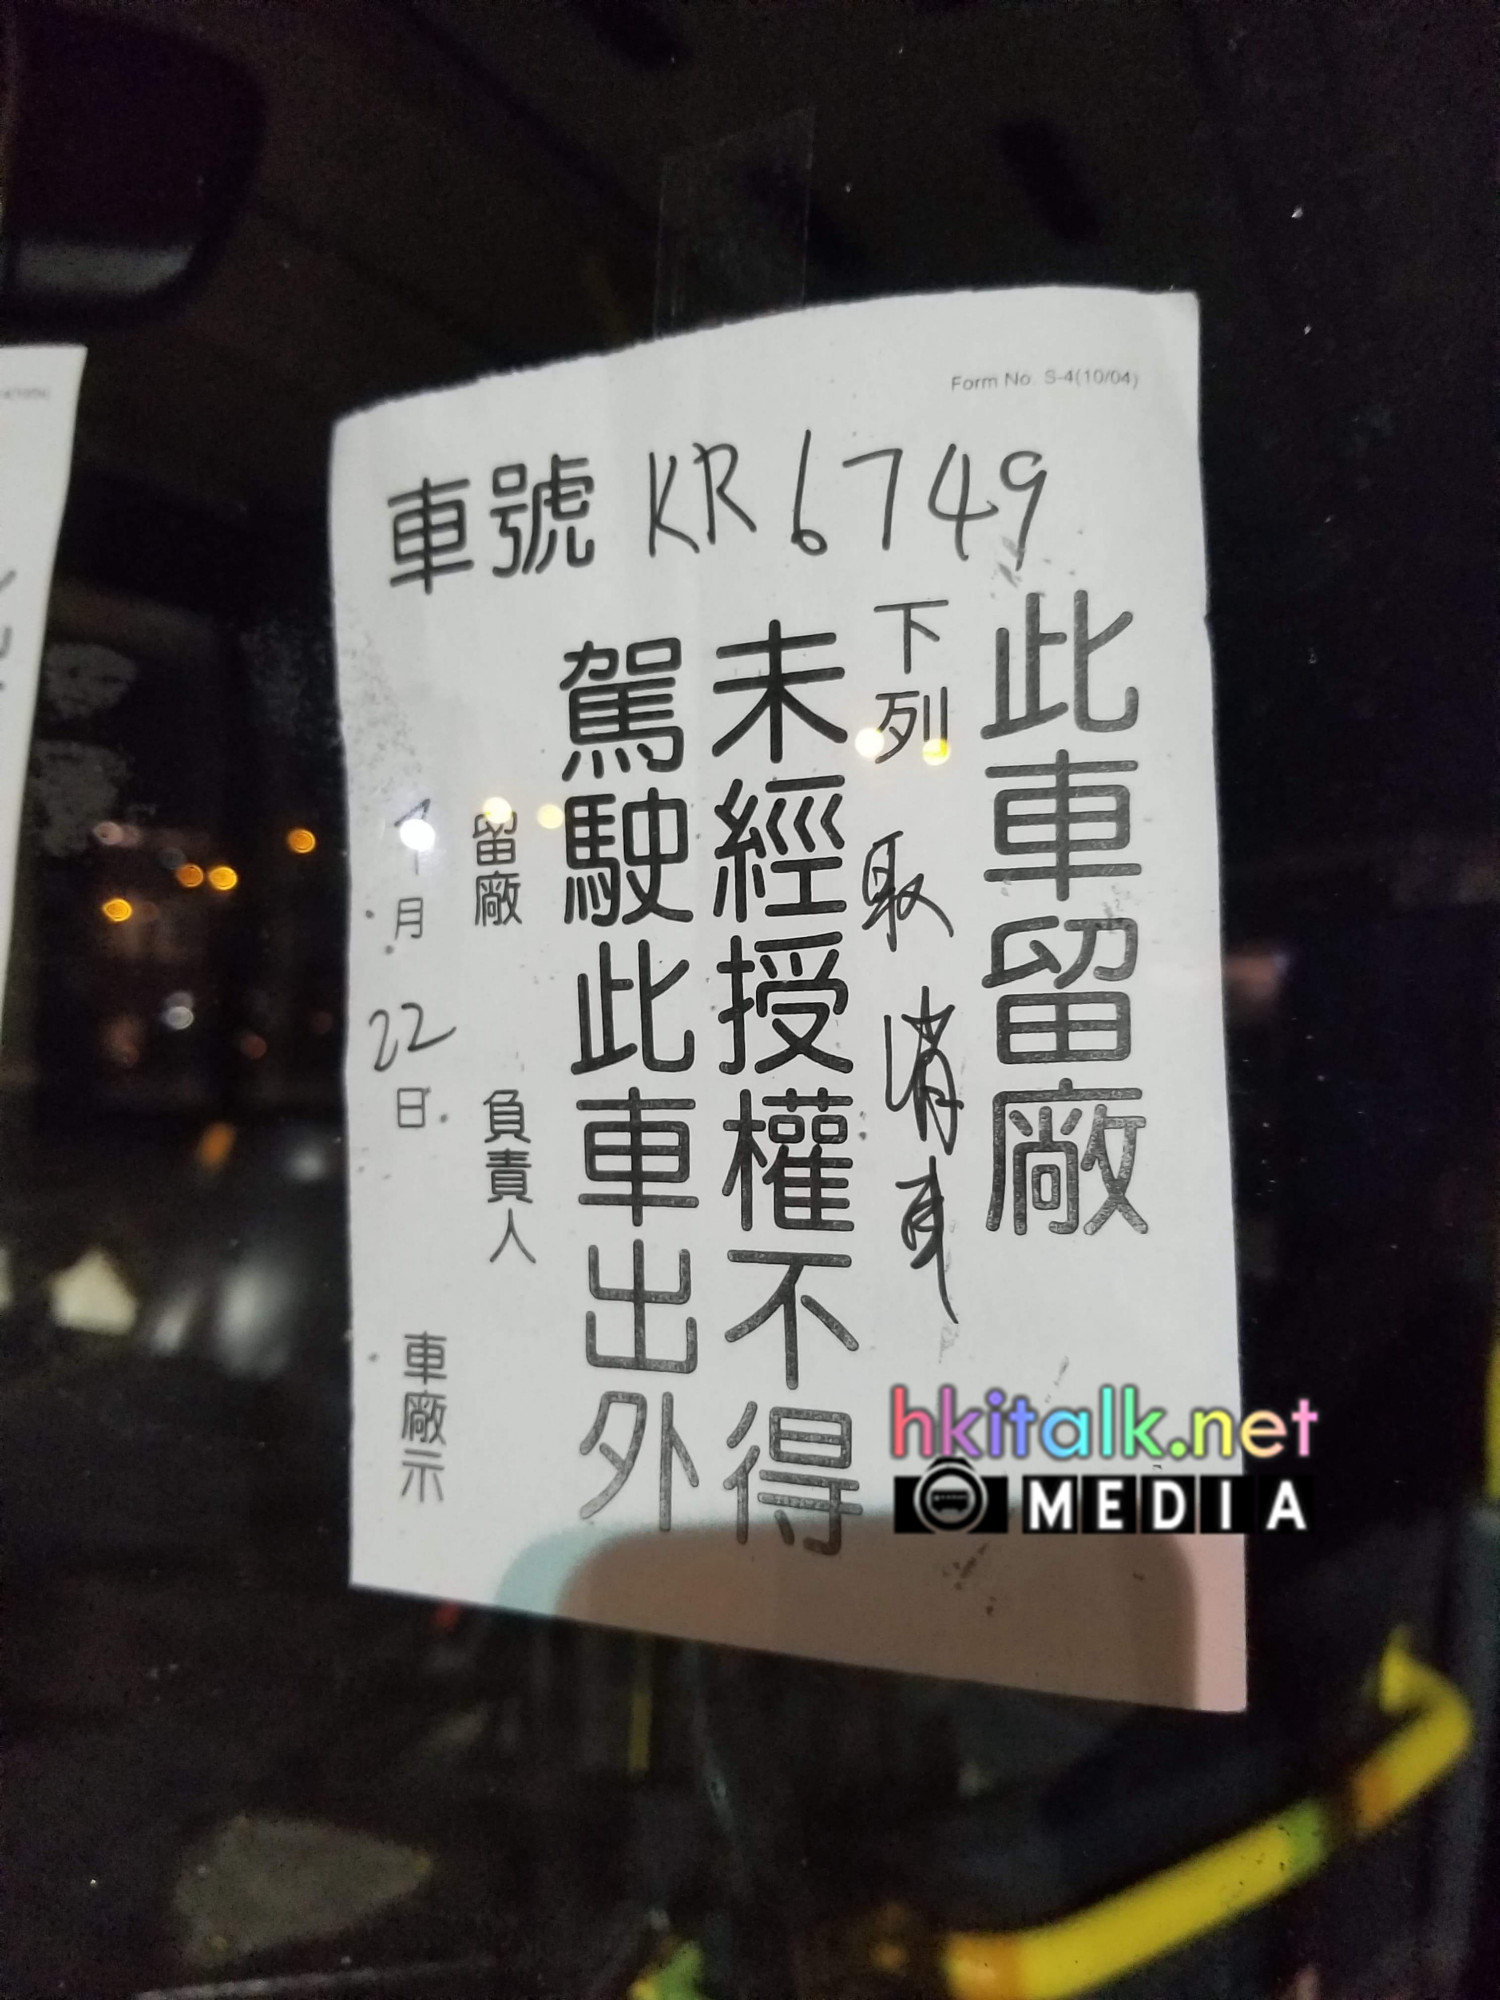 Form No. S-4(10/04)
車號 KR6749
此車留廠
下列 取消車
未經授權不得
駕駛此車出外
留廠 負責人
月 22 日 車廠示
hkitalk.net
MEDIA